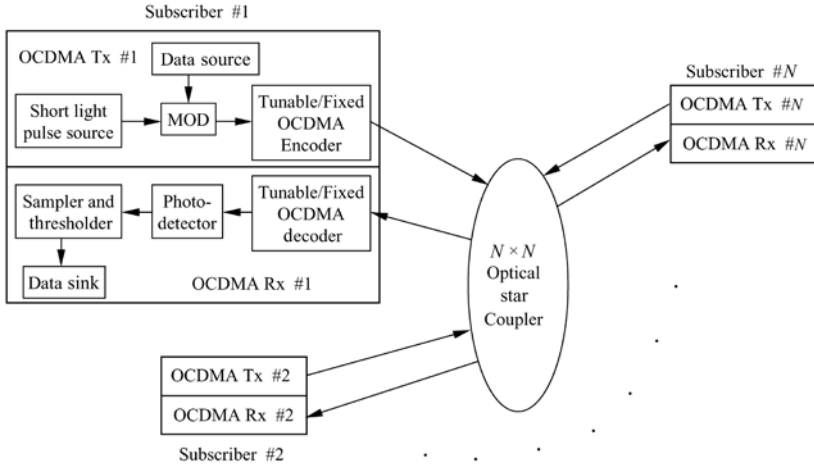 Subscriber #1
OCDMA Tx #1
Data source
Short light
pulse source
MOD
Tunable/Fixed
OCDMA
Encoder
Sampler and
thresholder
Photo-
detector
Tunable/Fixed
OCDMA
decoder
Data sink
OCDMA Rx #1
Subscriber #N
OCDMA Tx #N
OCDMA Rx #N
N × N
Optical
star
Coupler
OCDMA Tx #2
OCDMA Rx #2
Subscriber #2